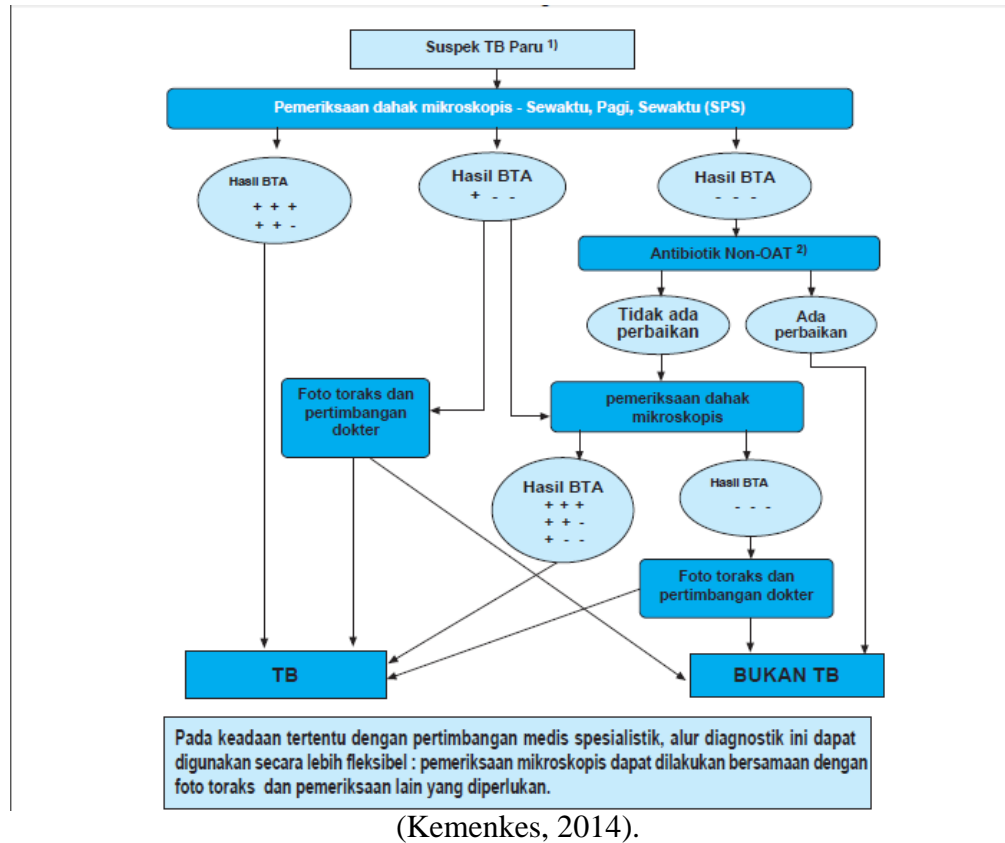 Suspek TB Paru 1)
Pemeriksaan dahak mikroskopis - Sewaktu, Pagi, Sewaktu (SPS)
Hasil BTA
+ + +
+ + -
Hasil BTA
+ - -
Hasil BTA
- - -
Antibiotik Non-OAT 2)
Tidak ada
perbaikan
Ada
perbaikan
Foto toraks dan
pertimbangan
dokter
pemeriksaan dahak
mikroskopis
Hasil BTA
+ + +
+ + -
+ - -
Hasil BTA
- - -
Foto toraks dan
pertimbangan dokter
TB
BUKAN TB
Pada keadaan tertentu dengan pertimbangan medis spesialistik, alur diagnostik ini dapat
digunakan secara lebih fleksibel : pemeriksaan mikroskopis dapat dilakukan bersamaan dengan
foto toraks dan pemeriksaan lain yang diperlukan.
(Kemenkes, 2014).